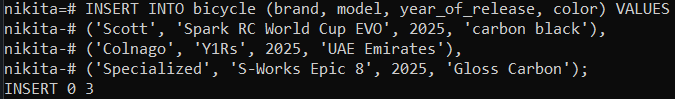 nikita=# INSERT INTO bicycle (brand, model, year_of_release, color) VALUES
nikita-# ('Scott', 'Spark RC World Cup EVO', 2025, 'carbon black'),
nikita-# ('Colnago', 'Y1Rs', 2025, 'UAE Emirates'),
nikita-# ('Specialized', 'S-Works Epic 8', 2025, 'Gloss Carbon');
INSERT 0 3